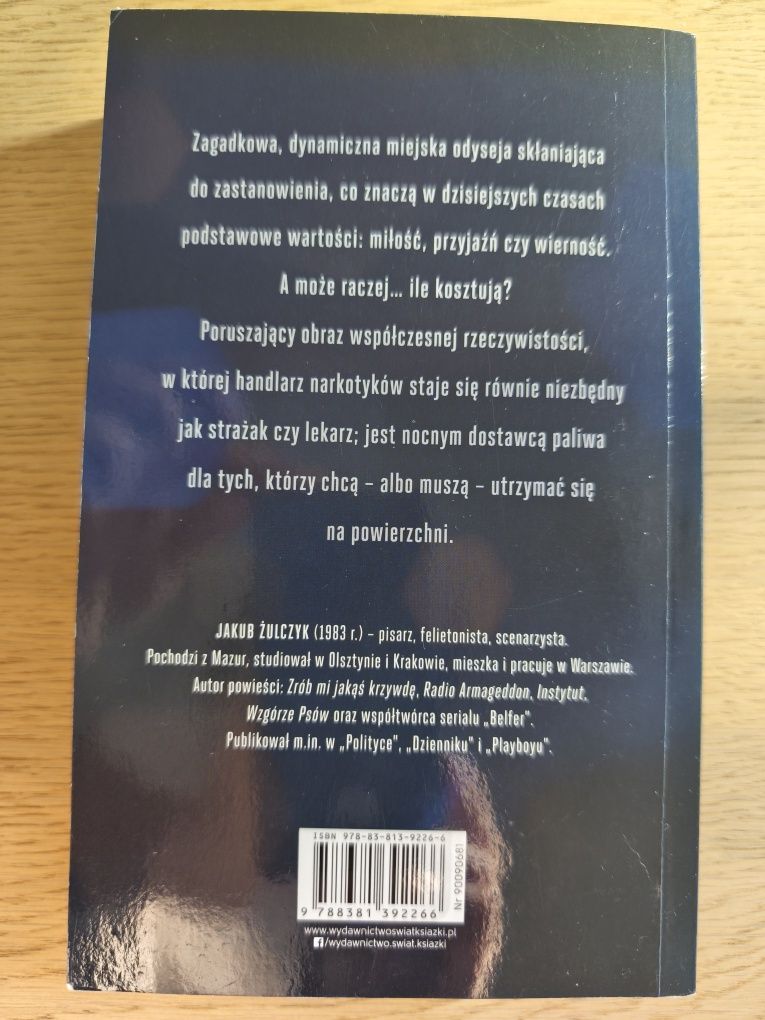 Zagadkowa, dynamiczna miejska odyseja skłaniająca
do zastanowienia, co znaczą w dzisiejszych czasach
podstawowe wartości: miłość, przyjaźń czy wierność.
A może raczej... ile kosztują?
Poruszający obraz współczesnej rzeczywistości,
w której handlarz narkotyków staje się równie niezbędny
jak strażak czy lekarz; jest nocnym dostawcą paliwa
dla tych, którzy chcą – albo muszą – utrzymać się
na powierzchni.
JAKUB ŻULCZYK (1983 r.) – pisarz, felietonista, scenarzysta.
Pochodzi z Mazur, studiował w Olsztynie i Krakowie, mieszka i pracuje w Warszawie.
Autor powieści: Zrób mi jakąś krzywdę, Radio Armageddon, Instytut,
Wzgórze Psów oraz współtwórca serialu „Belfer".
Publikował m.in. w „Polityce", „Dzienniku" i „Playboyu".
ISBN 978-83-813-9226-6
9 788381 392266
Nr 90090681
www.wydawnictwoswiatksiazki.pl
/wydawnictwo.swiat.ksiazki